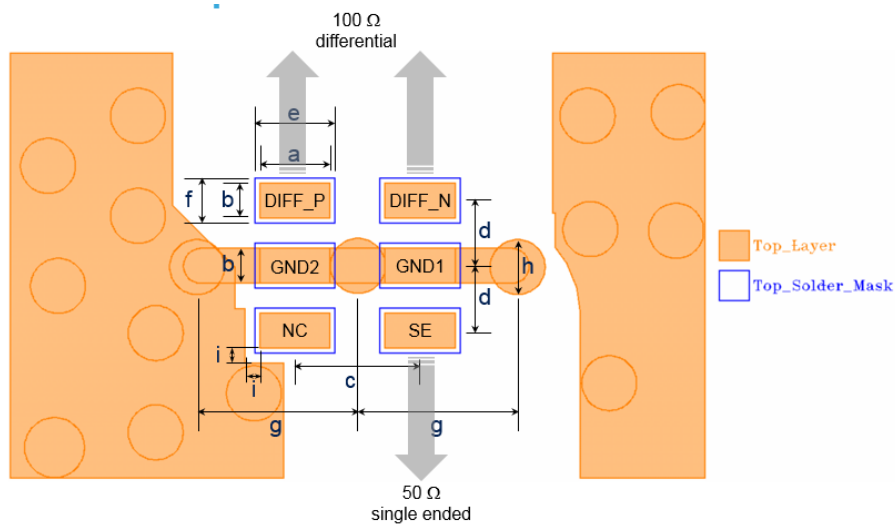 100 Ω
differential
e
a
f
b
DIFF_P
DIFF_N
d
b
GND2
GND1
h
d
Top_Layer
Top_Solder_Mask
NC
SE
i
i
c
g
g
50 Ω
single ended